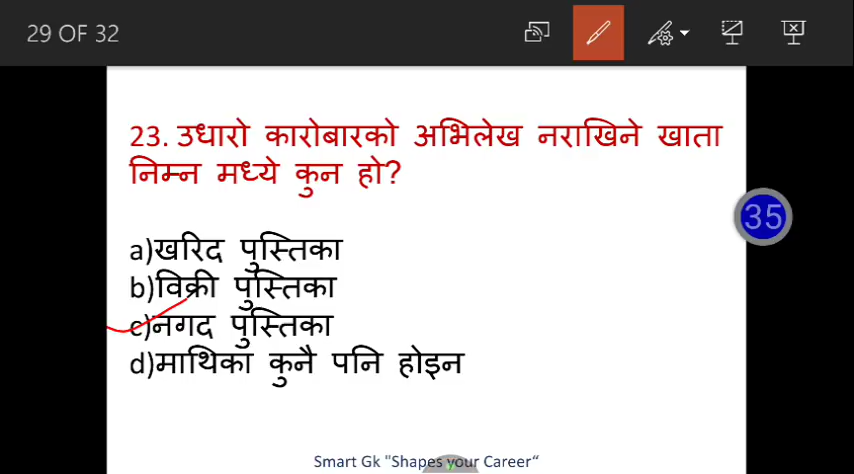 29 OF 32
23. उधारो कारोबारको अभिलेख नराखिने खाता
निम्न मध्ये कुन हो?
35
a)खरिद पुस्तिका
b)विक्री पुस्तिका
c)नगद पुस्तिका
d)माथिका कुनै पनि होइन
Smart Gk "Shapes your Career“